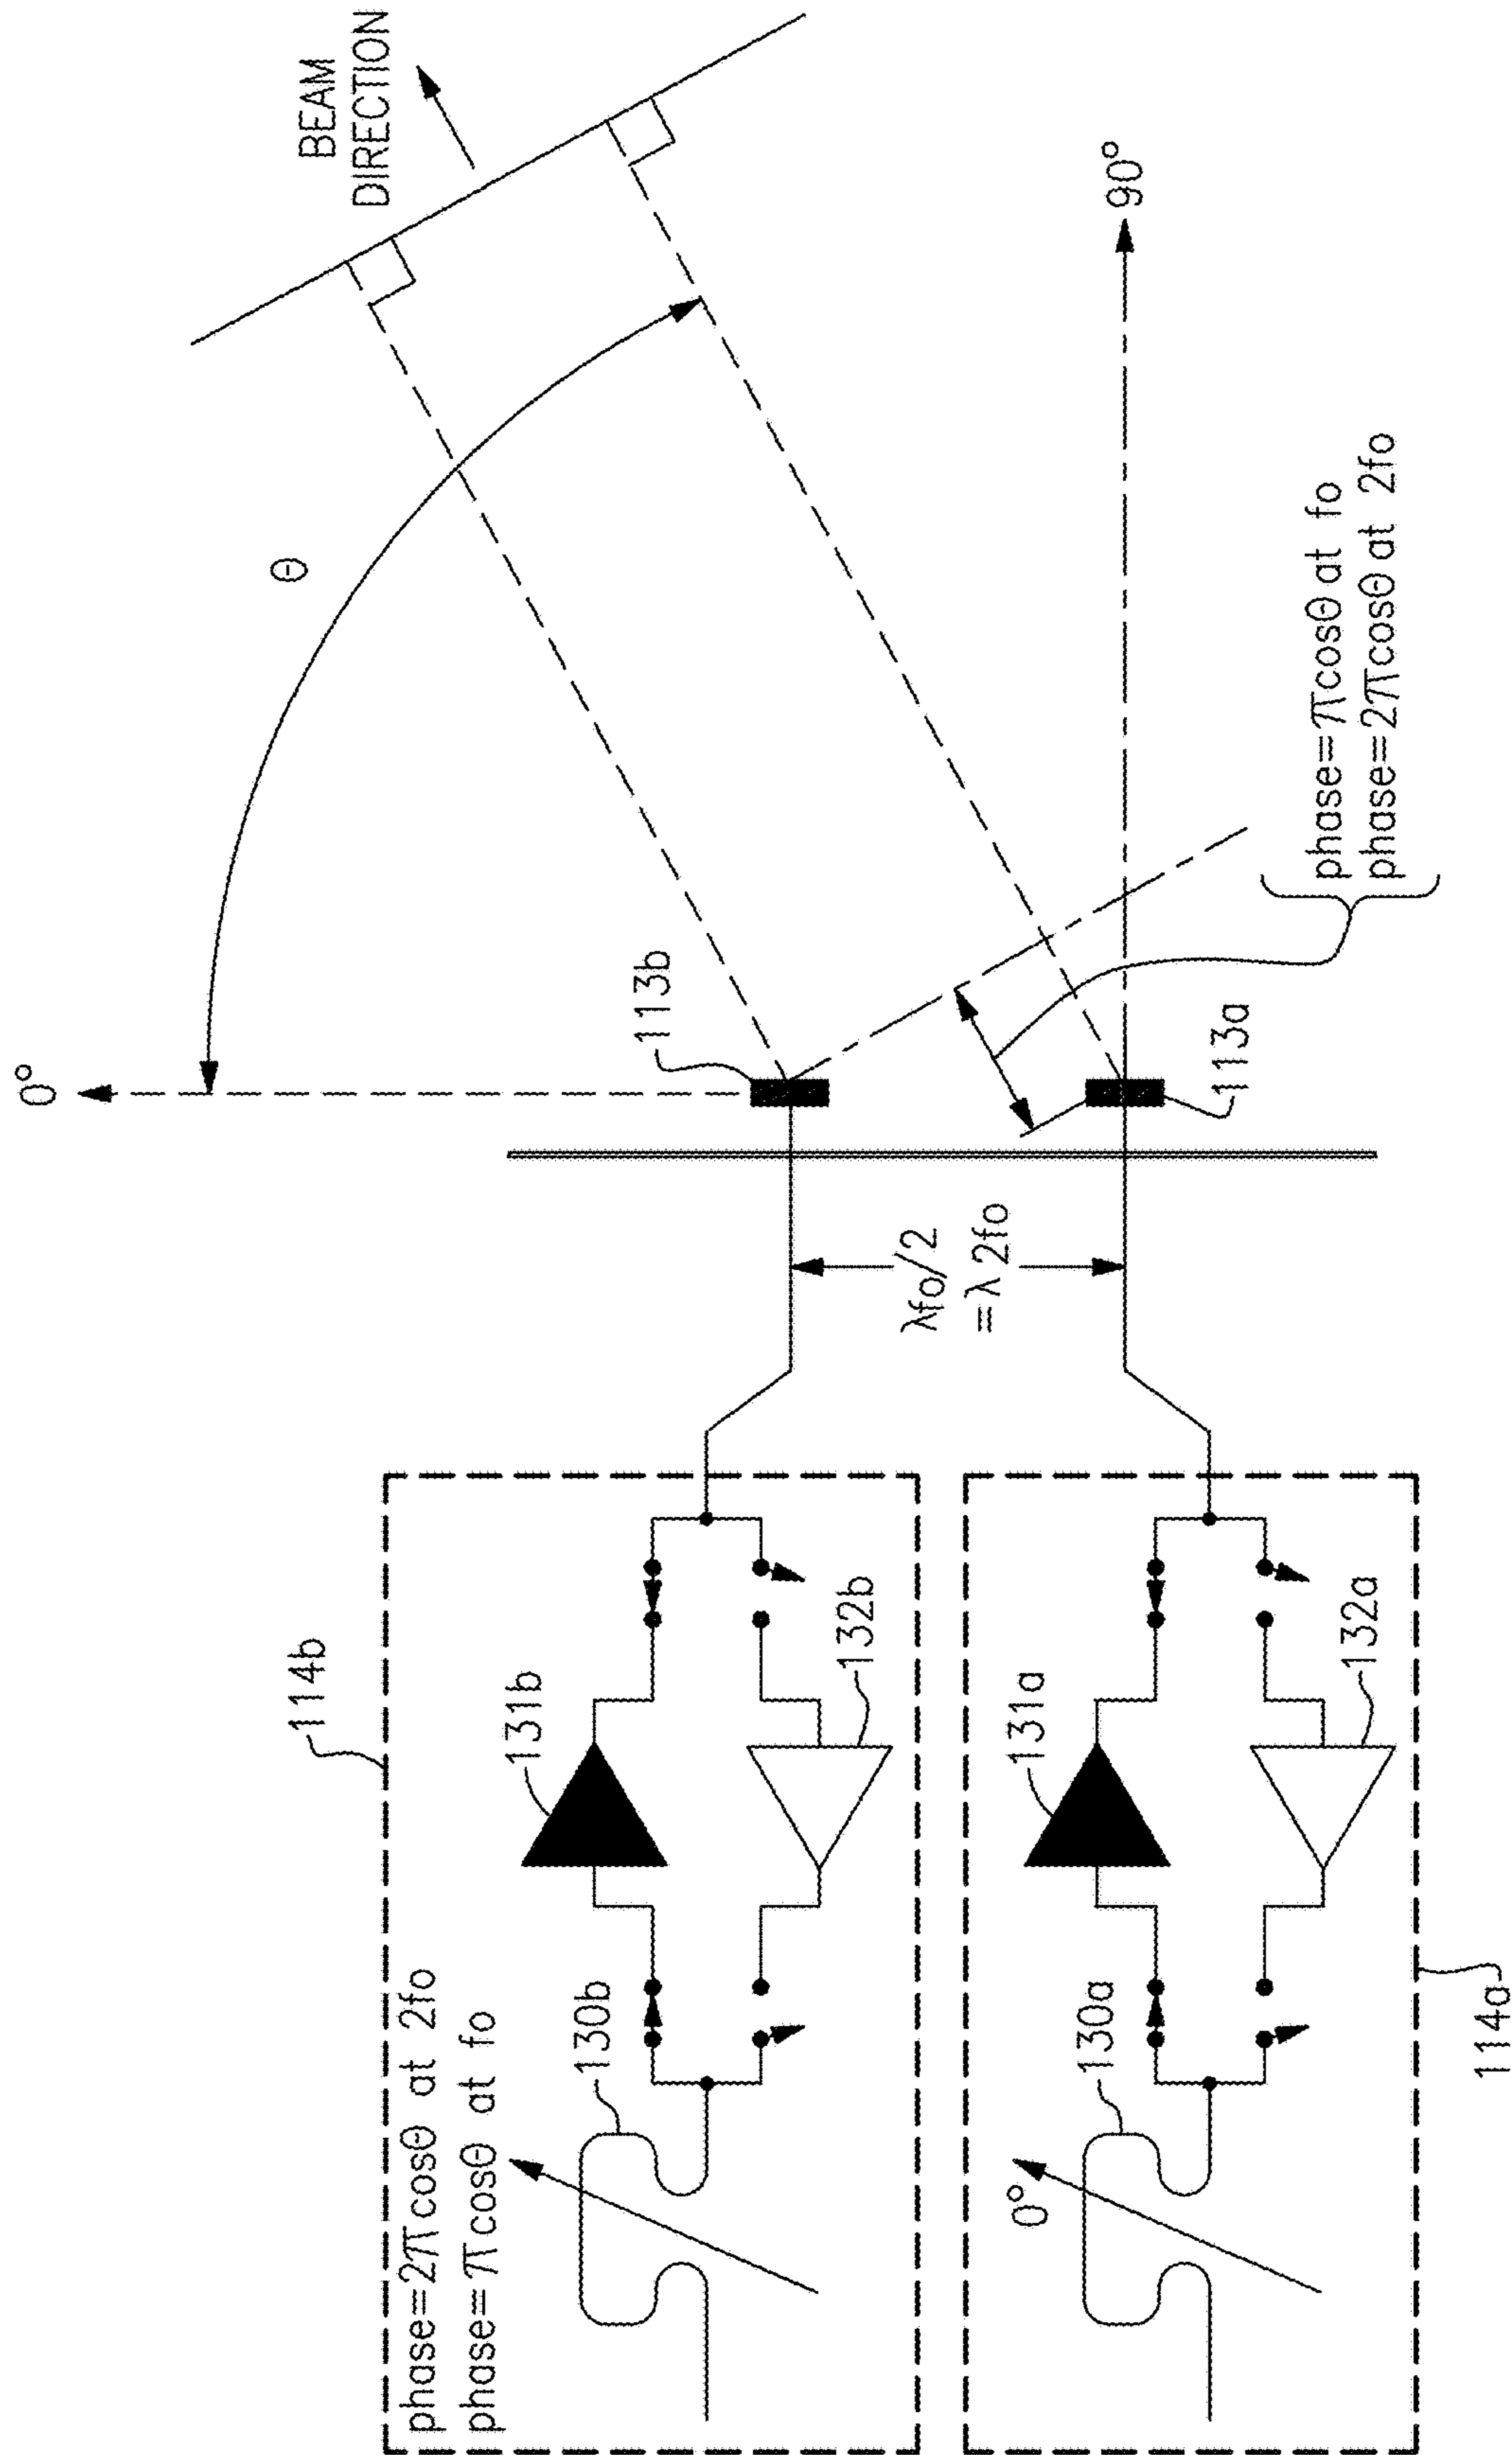 phase=2πcosθ at 2fo
phase=πcosθ at fo
114b
130b
131b
132b
0°
130a
131a
132a
114a
λfo/2
=λ2fo
0°
113b
113a
θ
BEAM
DIRECTION
90°
phase=πcosθ at fo
phase=2πcosθ at 2fo